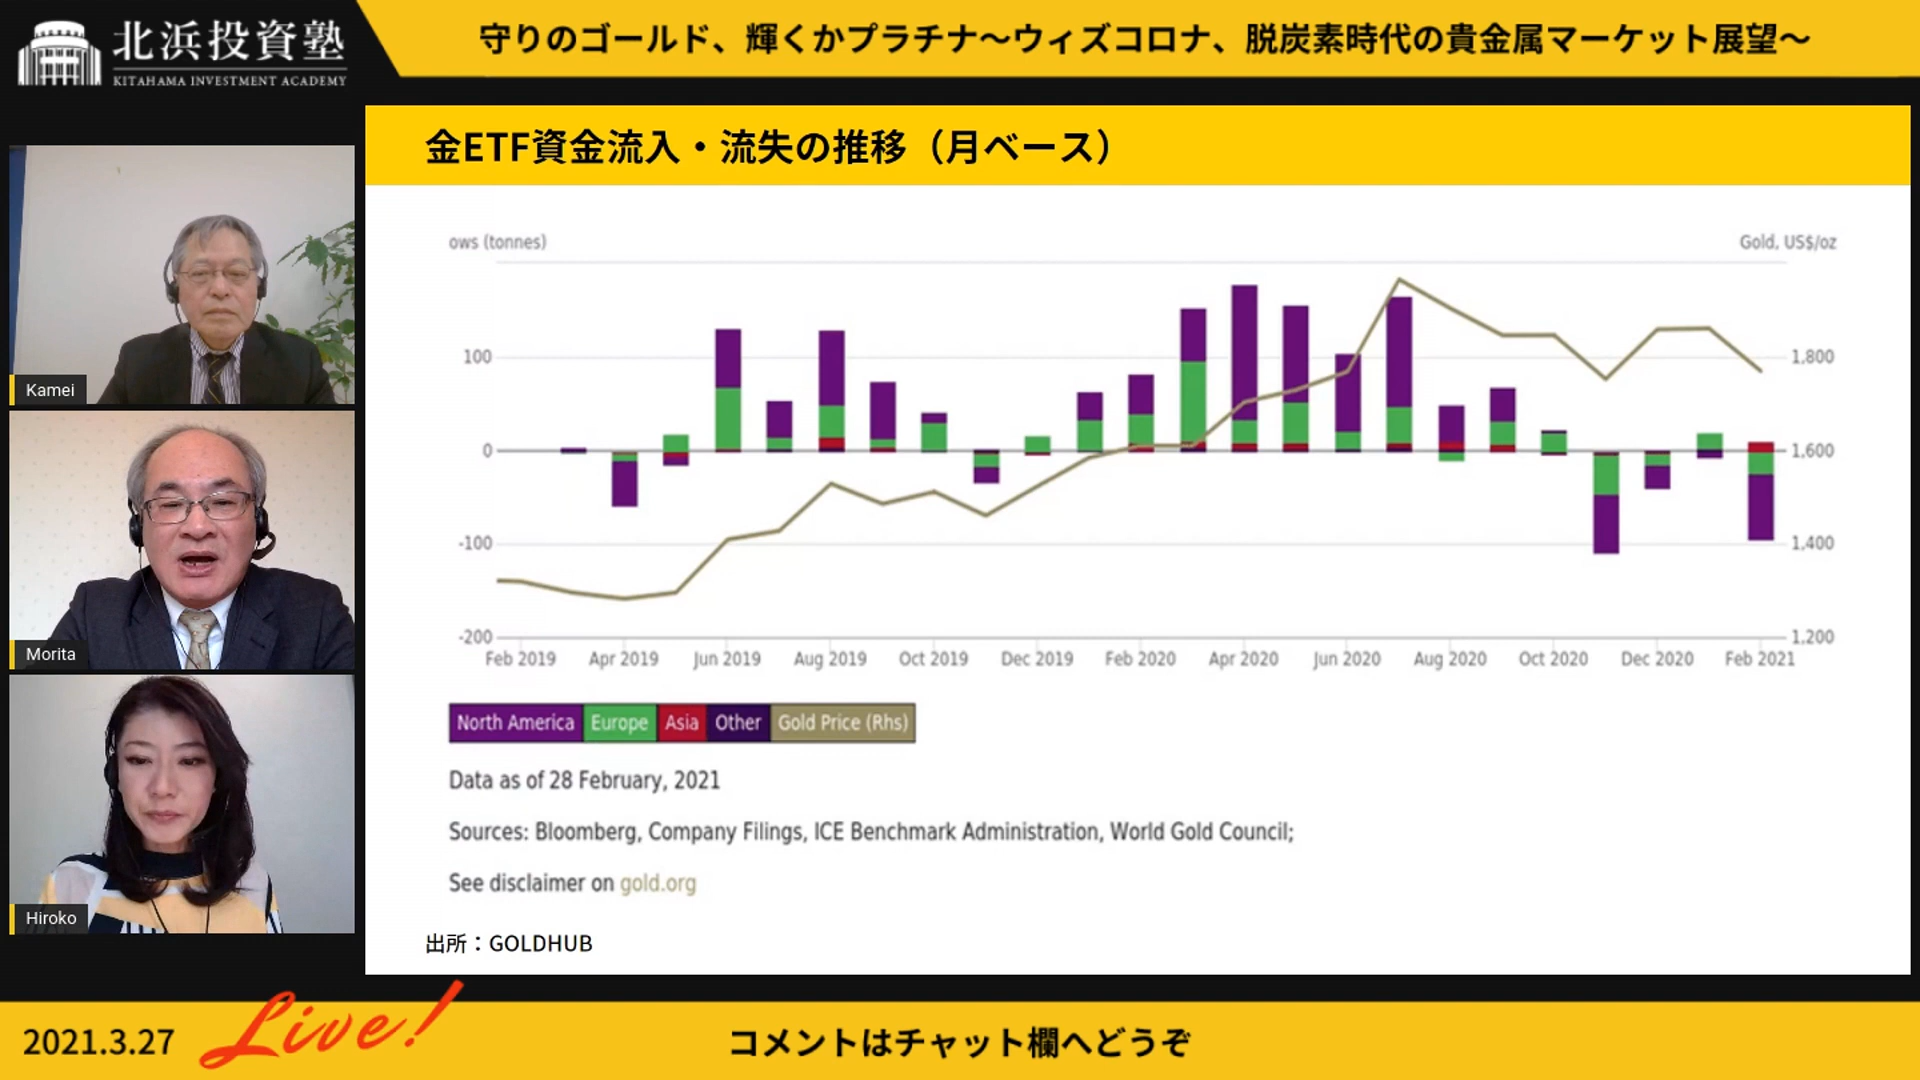 北浜投資塾
KITAHAMA INVESTMENT ACADEMY
守りのゴールド、輝くかプラチナ～ウィズコロナ、脱炭素時代の貴金属マーケット展望～
Kamei
Morita
Hiroko
金ETF資金流入・流失の推移（月ベース）
ows (tonnes)
Gold, US$/oz
100
0
-100
-200
1,800
1,600
1,400
1,200
Feb 2019 Apr 2019 Jun 2019 Aug 2019 Oct 2019 Dec 2019 Feb 2020 Apr 2020 Jun 2020 Aug 2020 Oct 2020 Dec 2020 Feb 2021
North America Europe Asia Other Gold Price (Rhs)
Data as of 28 February, 2021
Sources: Bloomberg, Company Filings, ICE Benchmark Administration, World Gold Council;
See disclaimer on gold.org
出所：GOLDHUB
2021.3.27
Live!
コメントはチャット欄へどうぞ